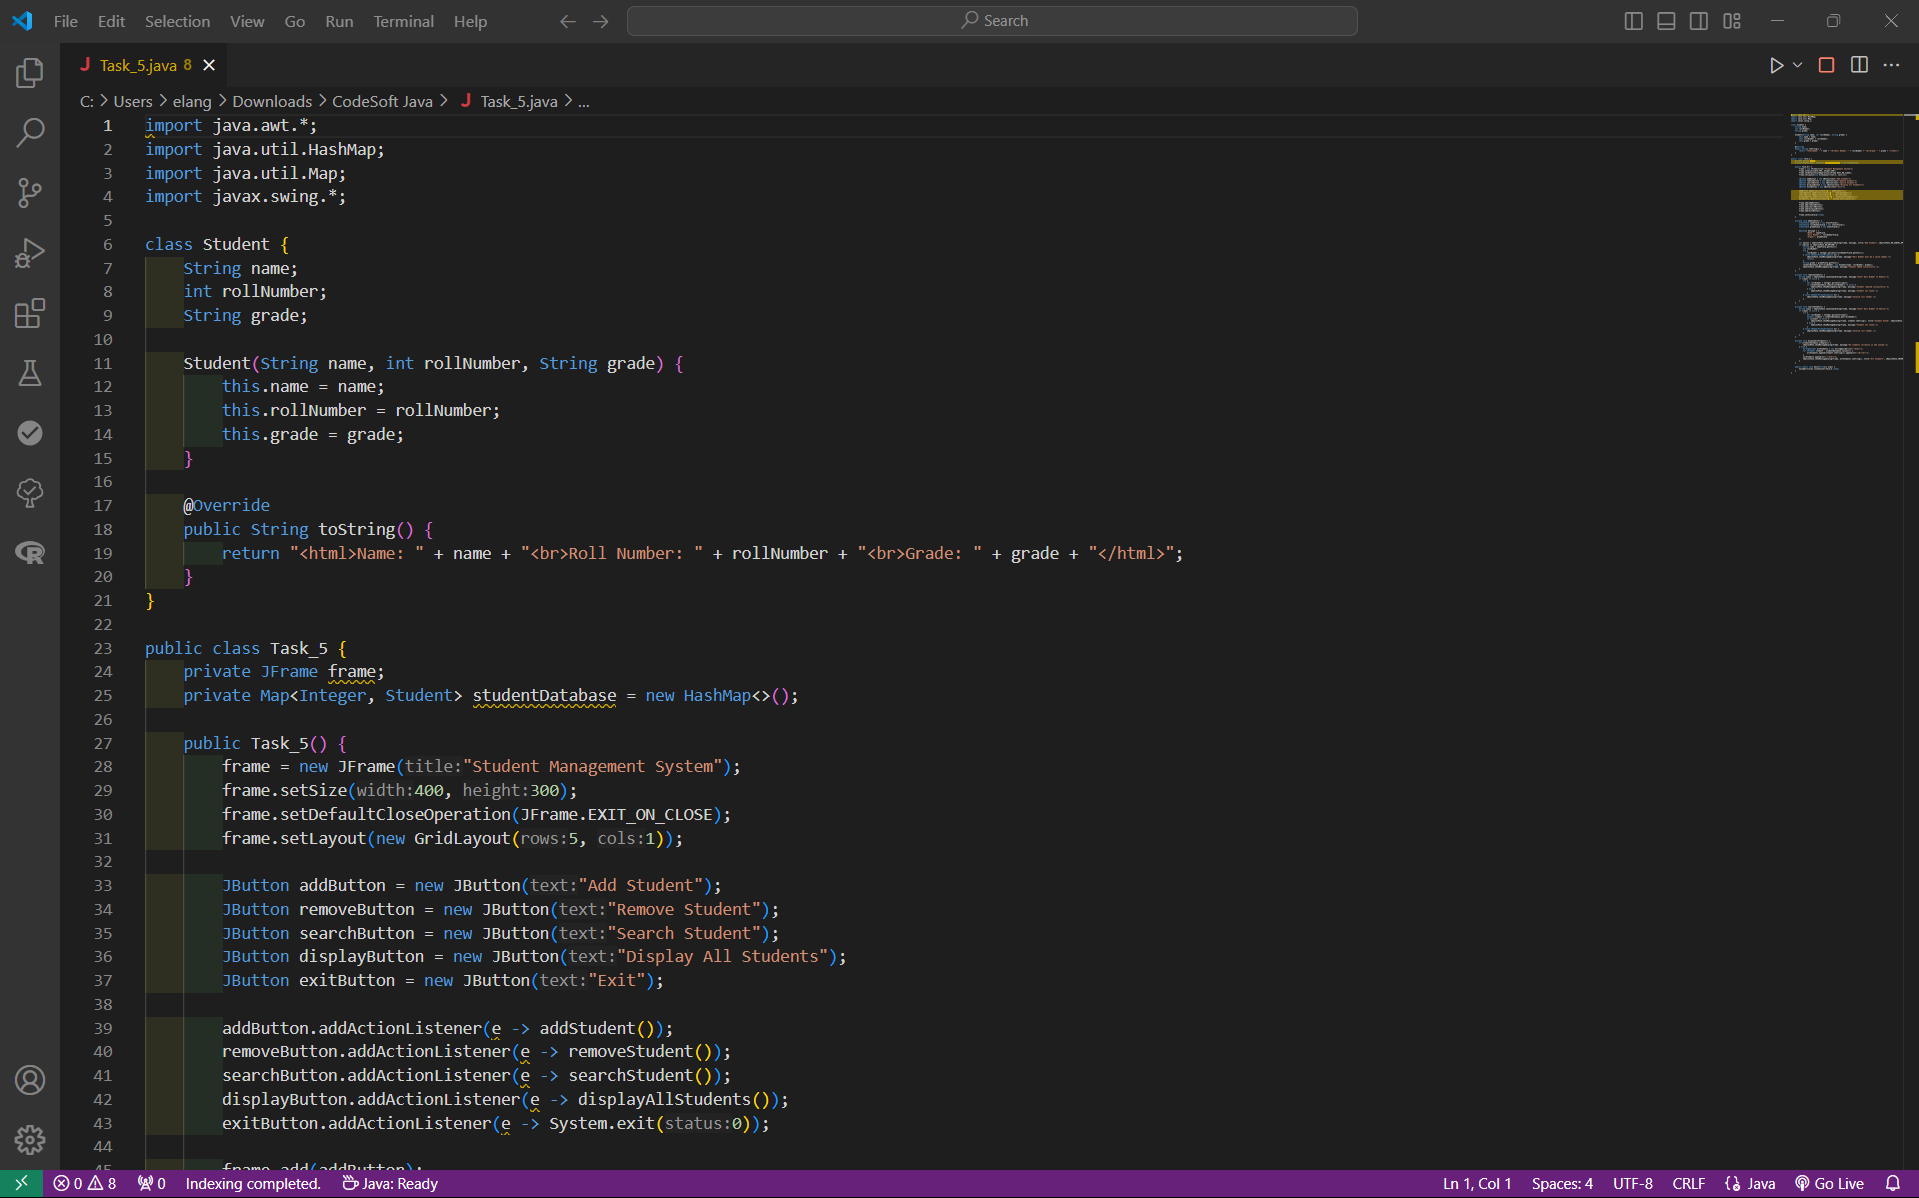 File Edit Selection View Go Run Terminal Help Search
J Task_5.java 8
C: > Users > elang > Downloads > CodeSoft Java > J Task_5.java > ...
1 import java.awt.*;
2 import java.util.HashMap;
3 import java.util.Map;
4 import javax.swing.*;
5
6 class Student {
7 String name;
8 int rollNumber;
9 String grade;
10
11 Student(String name, int rollNumber, String grade) {
12 this.name = name;
13 this.rollNumber = rollNumber;
14 this.grade = grade;
15 }
16
17 @Override
18 public String toString() {
19 return "<html>Name: " + name + "<br>Roll Number: " + rollNumber + "<br>Grade: " + grade + "</html>";
20 }
21 }
22
23 public class Task_5 {
24 private JFrame frame;
25 private Map<Integer, Student> studentDatabase = new HashMap<>();
26
27 public Task_5() {
28 frame = new JFrame(title:"Student Management System");
29 frame.setSize(width:400, height:300);
30 frame.setDefaultCloseOperation(JFrame.EXIT_ON_CLOSE);
31 frame.setLayout(new GridLayout(rows:5, cols:1));
32
33 JButton addButton = new JButton(text:"Add Student");
34 JButton removeButton = new JButton(text:"Remove Student");
35 JButton searchButton = new JButton(text:"Search Student");
36 JButton displayButton = new JButton(text:"Display All Students");
37 JButton exitButton = new JButton(text:"Exit");
38
39 addButton.addActionListener(e -> addStudent());
40 removeButton.addActionListener(e -> removeStudent());
41 searchButton.addActionListener(e -> searchStudent());
42 displayButton.addActionListener(e -> displayAllStudents());
43 exitButton.addActionListener(e -> System.exit(status:0));
44
45 frame.add(addButton);
0 8 0 Indexing completed. Java: Ready Ln 1, Col 1 Spaces: 4 UTF-8 CRLF Java Go Live